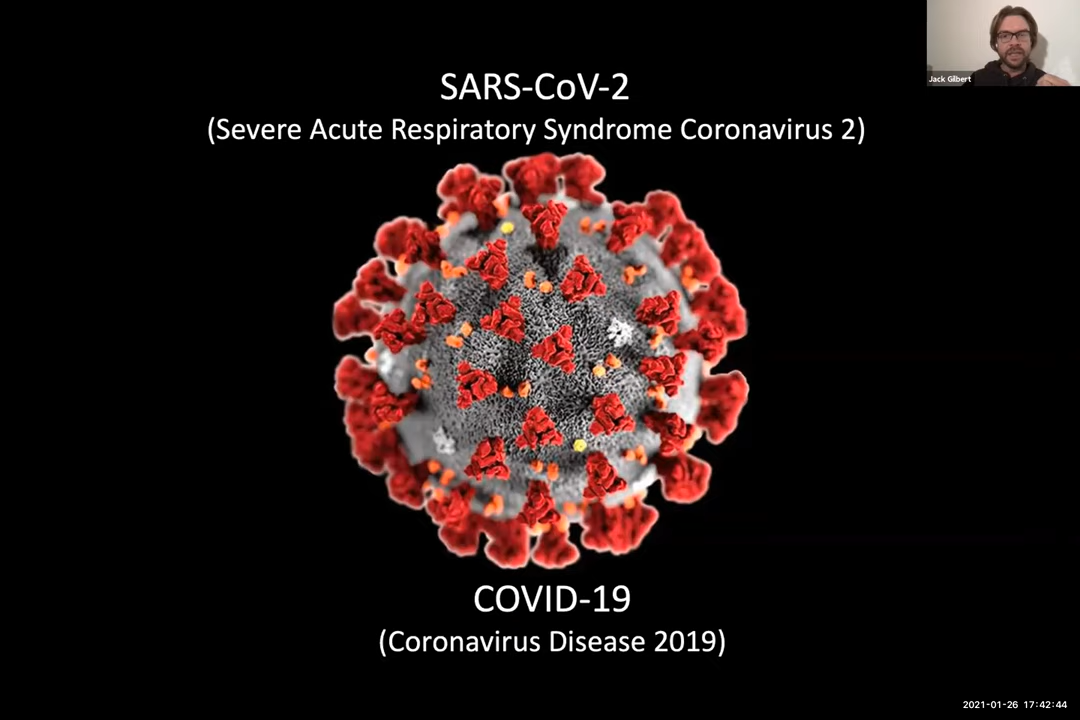 Jack Gilbert
SARS-CoV-2
(Severe Acute Respiratory Syndrome Coronavirus 2)
COVID-19
(Coronavirus Disease 2019)
2021-01-26 17:42:44